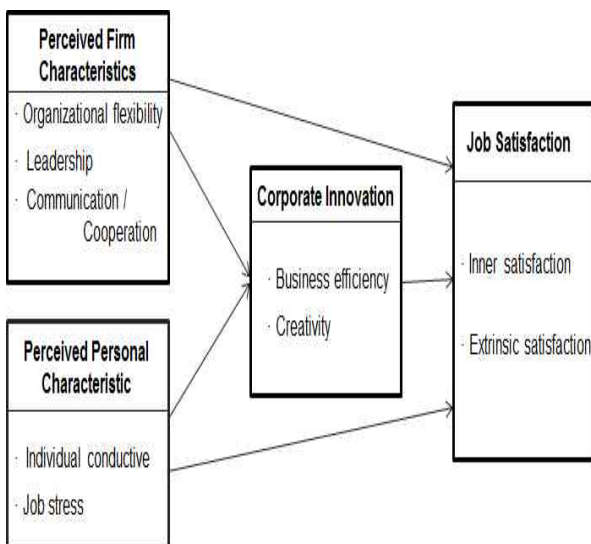 Perceived Firm
Characteristics
· Organizational flexibility
· Leadership
· Communication /
Cooperation
Perceived Personal
Characteristic
· Individual conductive
· Job stress
Corporate Innovation
· Business efficiency
· Creativity
Job Satisfaction
· Inner satisfaction
· Extrinsic satisfaction